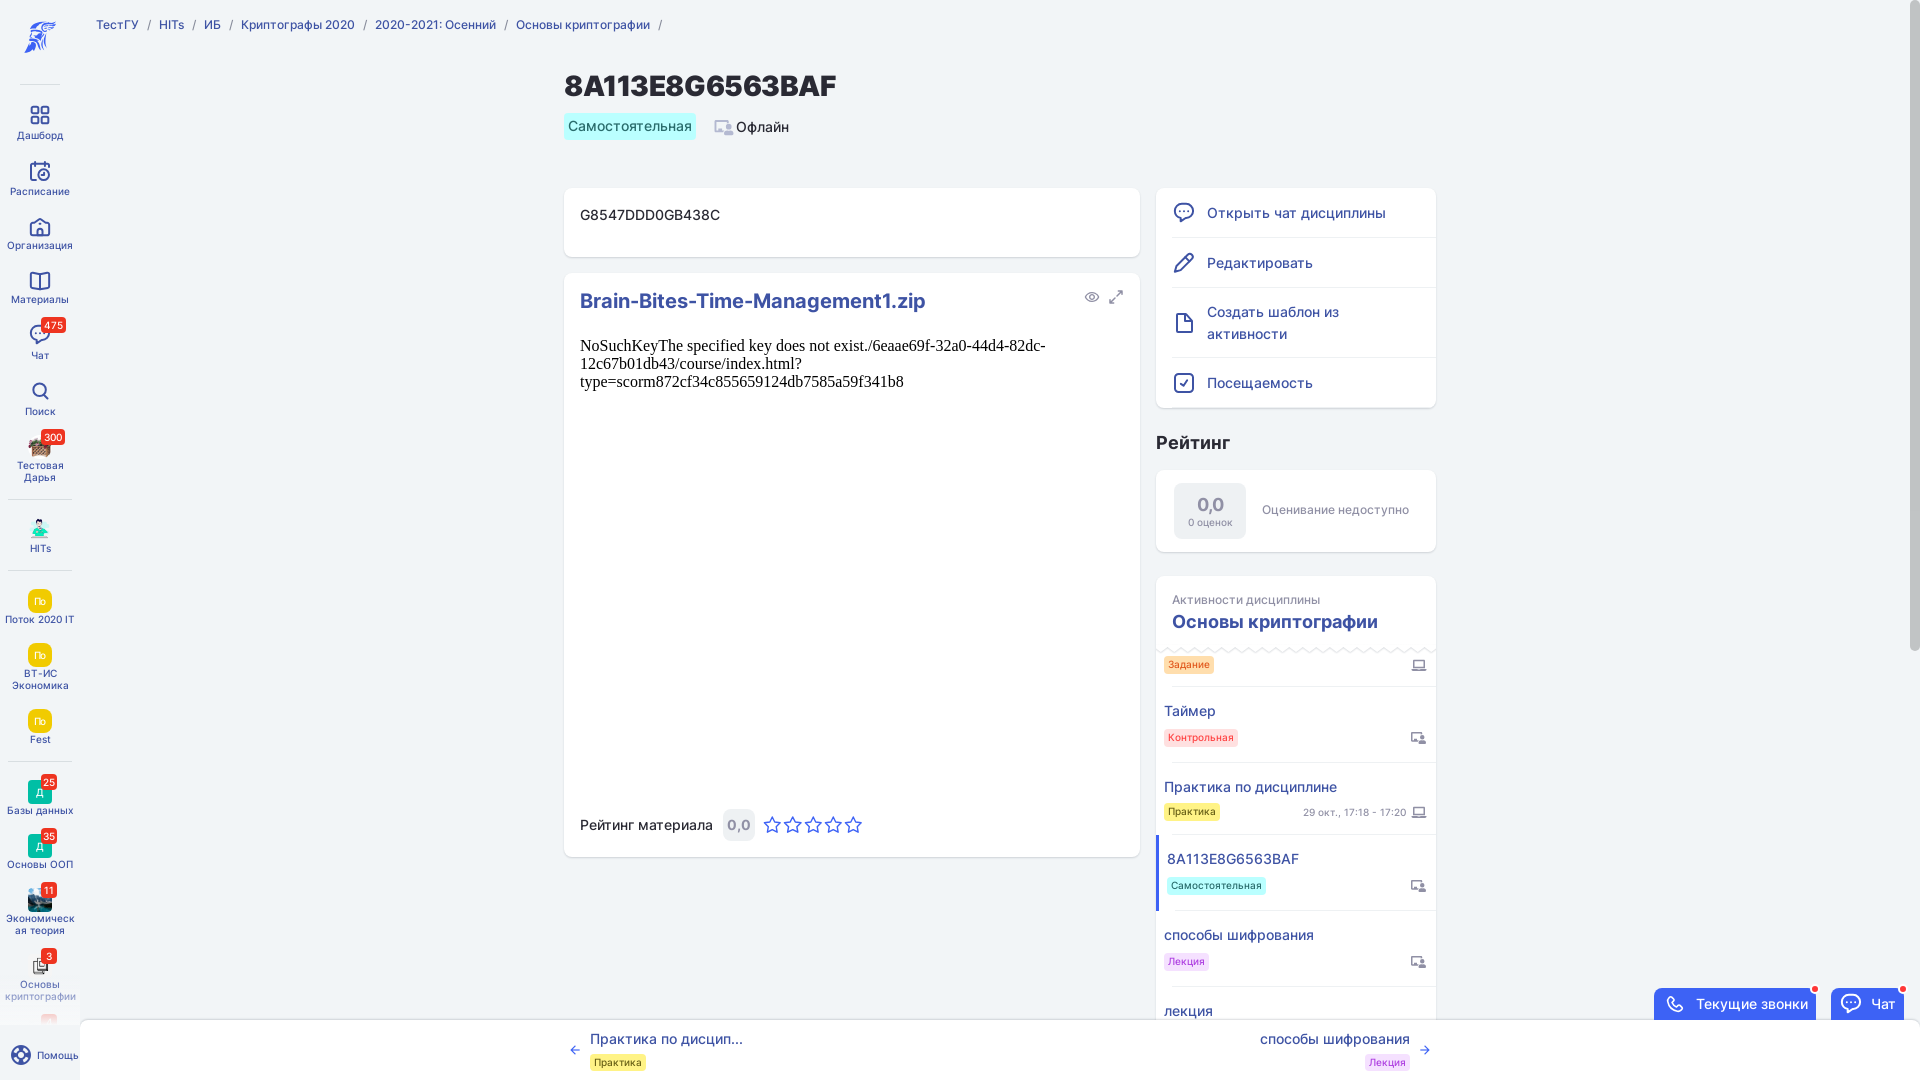 ТестГУ / HITs / ИБ / Криптографы 2020 / 2020-2021: Осенний / Основы криптографии /
8A113E8G6563BAF
Самостоятельная
Офлайн
Дашборд
Расписание
Организация
Материалы
475
Чат
Поиск
300
Тестовая
Дарья
HITs
По
Поток 2020 IT
По
ВТ-ИС
Экономика
По
Fest
25
Д
Базы данных
35
Д
Основы ООП
11
Экономическ
ая теория
3
Основы
криптографии
Помощь
G8547DDD0GB438C
Brain-Bites-Time-Management1.zip
NoSuchKeyThe specified key does not exist./6eaae69f-32a0-44d4-82dc-
12c67b01db43/course/index.html?
type=scorm872cf34c855659124db7585a59f341b8
Рейтинг материала 0,0
Открыть чат дисциплины
Редактировать
Создать шаблон из
активности
Посещаемость
Рейтинг
0,0
0 оценок
Оценивание недоступно
Активности дисциплины
Основы криптографии
Задание
Таймер
Контрольная
Практика по дисциплине
Практика
29 окт., 17:18 - 17:20
8A113E8G6563BAF
Самостоятельная
способы шифрования
Лекция
лекция
Текущие звонки
Чат
Практика по дисцип...
Практика
способы шифрования
Лекция